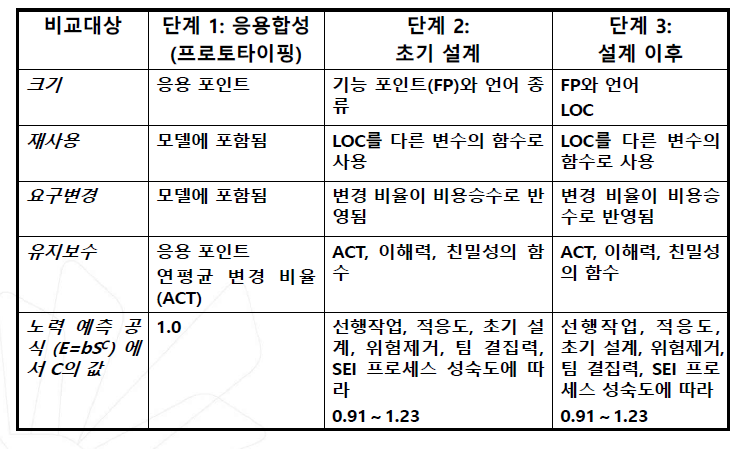 비교대상
단계 1: 응용합성
(프로토타이핑)
단계 2:
초기 설계
단계 3:
설계 이후
크기
응용 포인트
기능 포인트(FP)와 언어 종
류
FP와 언어
LOC
재사용
모델에 포함됨
LOC를 다른 변수의 함수로
사용
LOC를 다른 변수의
함수로 사용
요구변경
모델에 포함됨
변경 비율이 비용승수로 반
영됨
변경 비율이 비용승
수로 반영됨
유지보수
응용 포인트
연평균 변경 비율
(ACT)
ACT, 이해력, 친밀성의 함
수
ACT, 이해력, 친밀성
의 함수
노력 예측 공
식 (E=bSᶜ) 에
서 C의 값
1.0
선행작업, 적응도, 초기 설
계, 위험제거, 팀 결집력,
SEI 프로세스 성숙도에 따
라
0.91 ~ 1.23
선행작업, 적응도,
초기 설계, 위험제거,
팀 결집력, SEI 프로
세스 성숙도에 따라
0.91 ~ 1.23